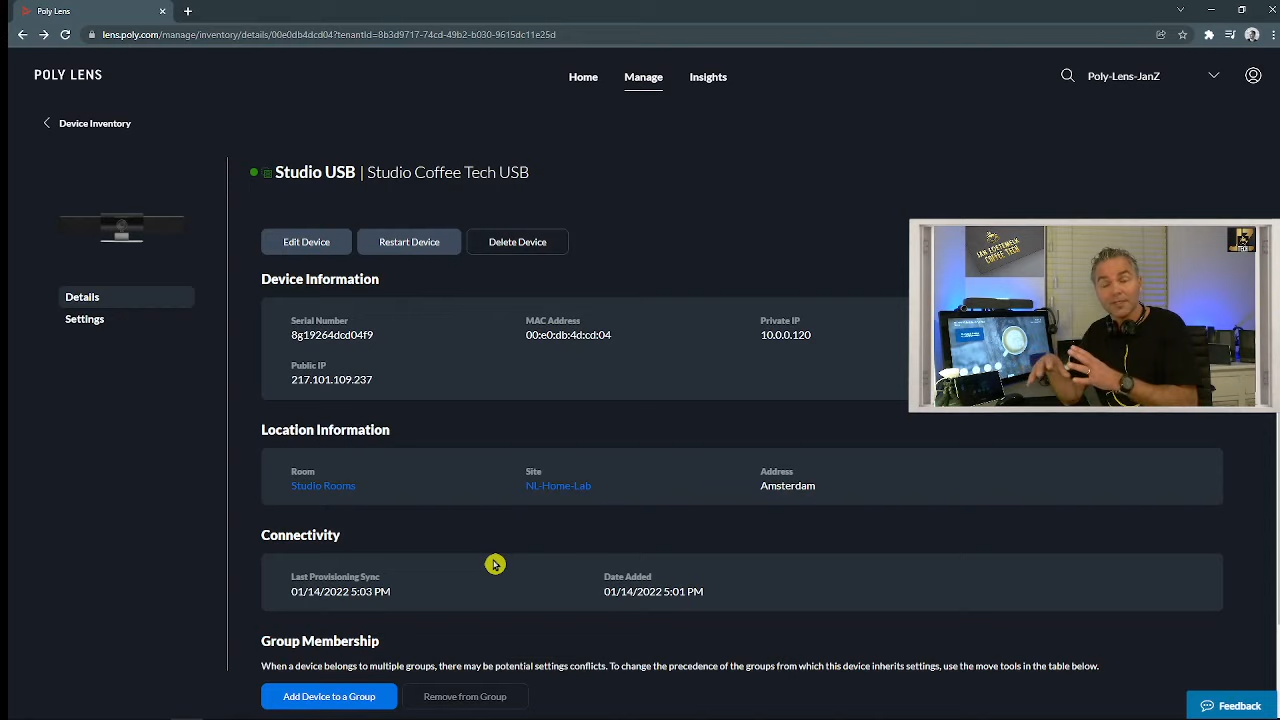 Poly Lens
lens.poly.com/manage/inventory/details/00e0db4dcd04?tenantId=8b3d9717-74cd-49b2-b030-9615dc11e25d
POLY LENS
Home
Manage
Insights
Poly-Lens-JanZ
Device Inventory
Studio USB | Studio Coffee Tech USB
Edit Device
Restart Device
Delete Device
Details
Settings
Device Information
Serial Number
MAC Address
Private IP
8g19264dcd04f9
00:e0:db:4d:cd:04
10.0.0.120
Public IP
217.101.109.237
COFFEE TECH
TECH
Location Information
Room
Site
Address
Studio Rooms
NL-Home-Lab
Amsterdam
Connectivity
Last Provisioning Sync
Date Added
01/14/2022 5:03 PM
01/14/2022 5:01 PM
Group Membership
When a device belongs to multiple groups, there may be potential settings conflicts. To change the precedence of the groups from which this device inherits settings, use the move tools in the table below.
Add Device to a Group
Remove from Group
Feedback